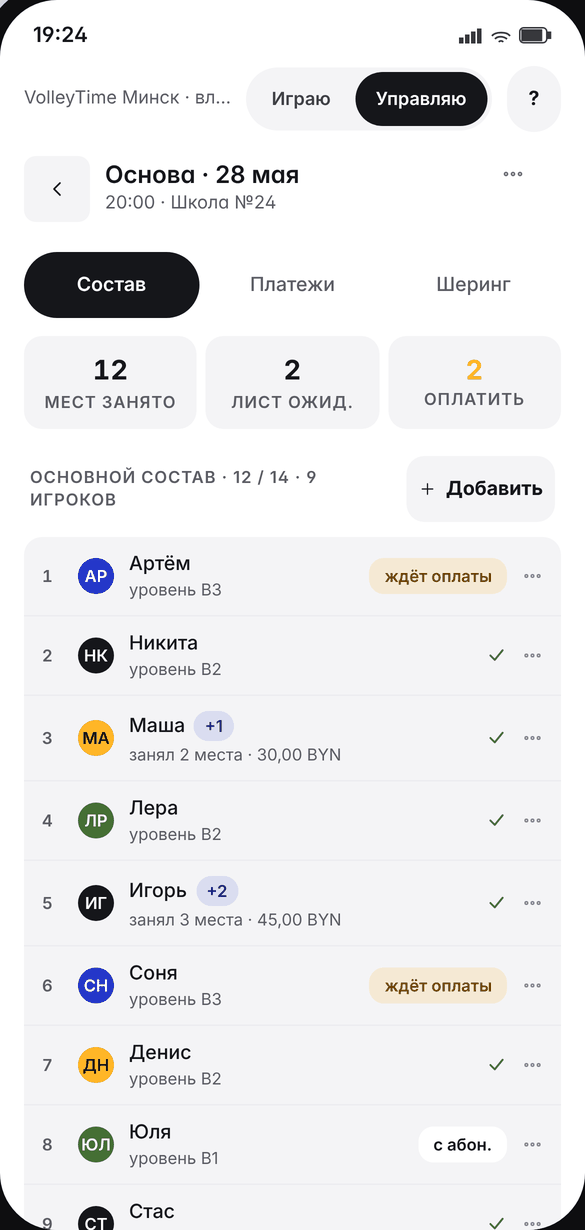 19:24
VolleyTime Минск · вл...
Играю
Управляю
?
Основа · 28 мая
20:00 · Школа №24
Состав
Платежи
Шеринг
12
МЕСТ ЗАНЯТО
2
ЛИСТ ОЖИД.
2
ОПЛАТИТЬ
ОСНОВНОЙ СОСТАВ · 12 / 14 · 9
ИГРОКОВ
+ Добавить
1
АР
Артём
уровень B3
ждёт оплаты
2
НК
Никита
уровень B2
3
МА
Маша +1
занял 2 места · 30,00 BYN
4
ЛР
Лера
уровень B2
5
ИГ
Игорь +2
занял 3 места · 45,00 BYN
6
СН
Соня
уровень B3
ждёт оплаты
7
ДН
Денис
уровень B2
8
ЮЛ
Юля
уровень B1
с абон.
9
СТ
Стас